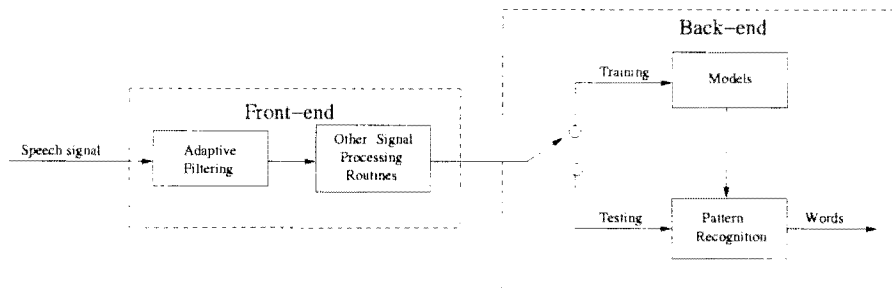 Back-end
Training
Models
Front-end
Speech signal
Adaptive
Filtering
Other Signal
Processing
Routines
Testing
Pattern
Recognition
Words